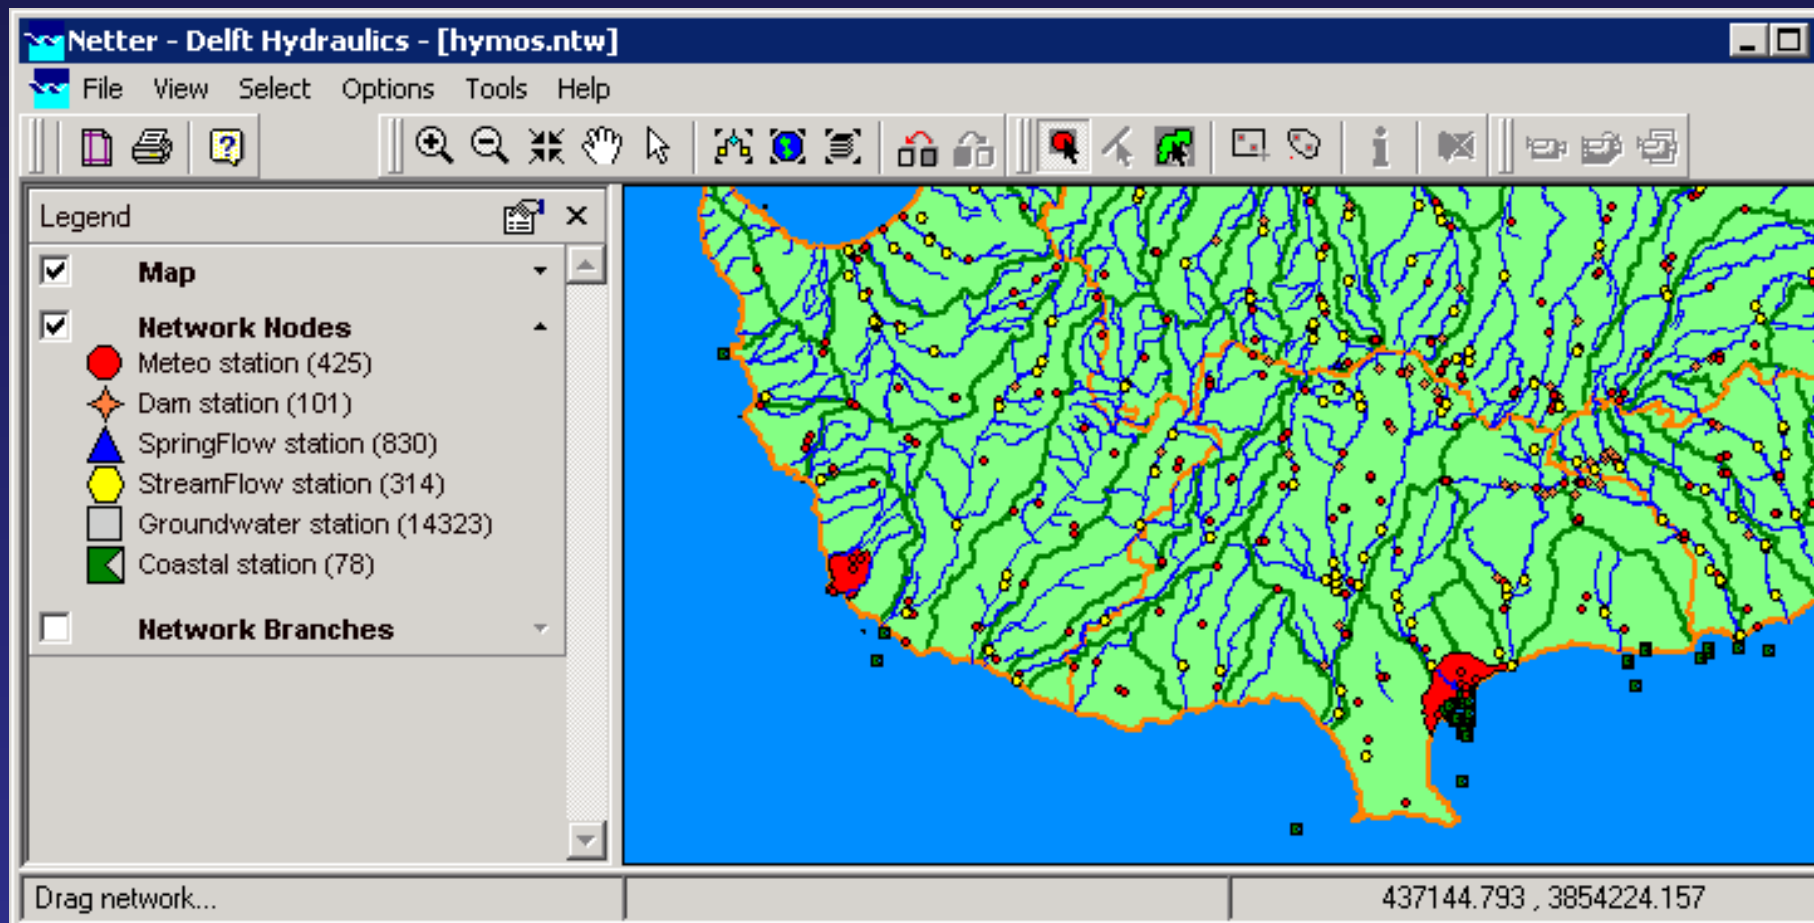 Netter - Delft Hydraulics - [hymos.ntw]
File View Select Options Tools Help
Legend
Map
Network Nodes
Meteo station (425)
Dam station (101)
SpringFlow station (830)
StreamFlow station (314)
Groundwater station (14323)
Coastal station (78)
Network Branches
Drag network...
437144.793 , 3854224.157